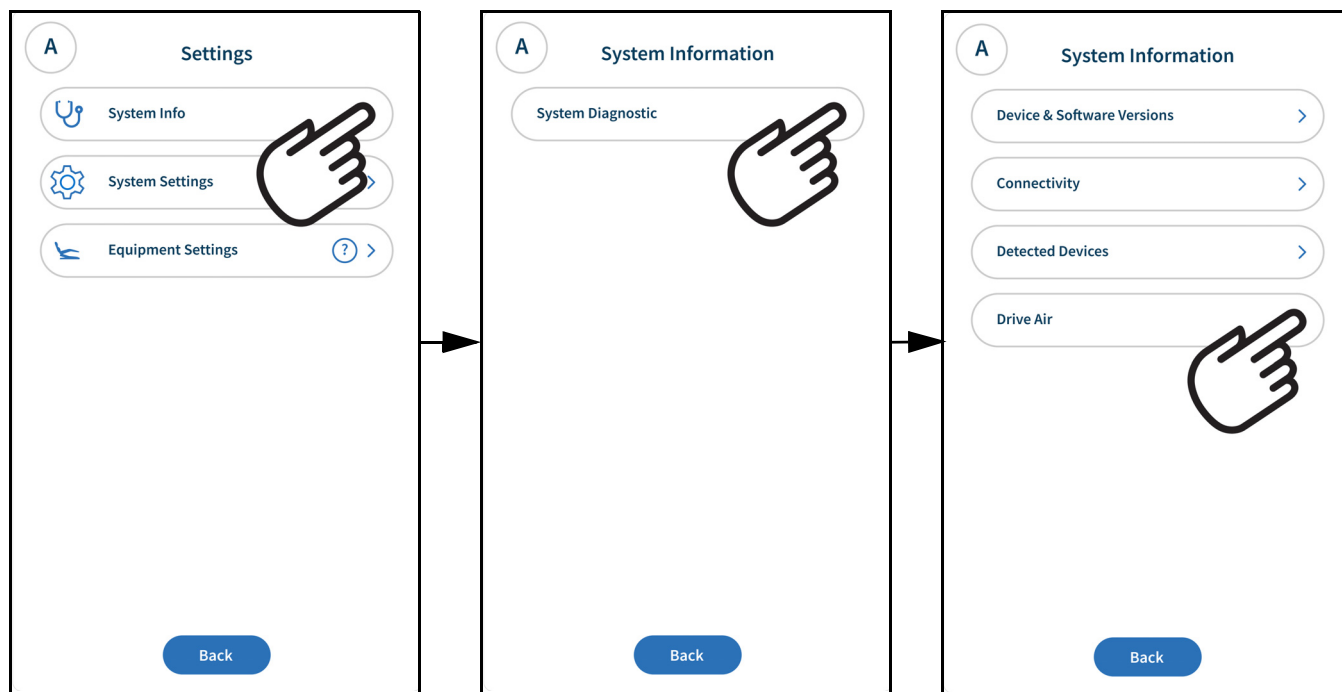 A
Settings
System Info
System Settings
Equipment Settings
?
Back
A
System Information
System Diagnostic
Back
A
System Information
Device & Software Versions
Connectivity
Detected Devices
Drive Air
Back